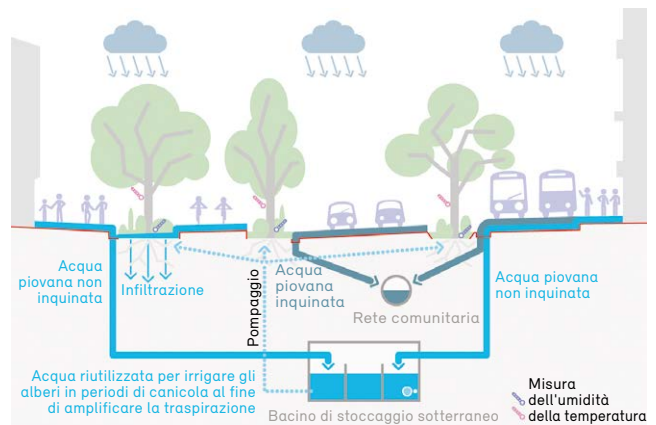 Acqua
piovana non
inquinata
Infiltrazione
Pompaggio
Acqua
piovana
inquinata
Rete comunitaria
Acqua piovana
non inquinata
Acqua riutilizzata per irrigare gli
alberi in periodi di canicola al fine
di amplificare la traspirazione
Bacino di stoccaggio sotterraneo
Misura
dell'umidità
della temperatura